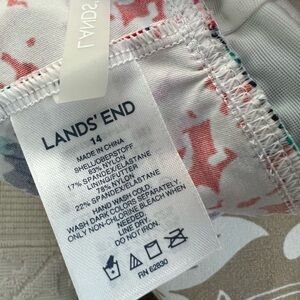 LANDS'
LANDS' END
14
MADE IN CHINA
SHELL/OBERSTOFF
83% NYLON
17% SPANDEX/ELASTANE
LINING/FUTTER
78% NYLON
22% SPANDEX/ELASTANE
HAND WASH COLD.
WASH DARK COLORS SEPARATELY.
ONLY NON-CHLORINE BLEACH WHEN
NEEDED.
LINE DRY.
DO NOT IRON.
RN 62830